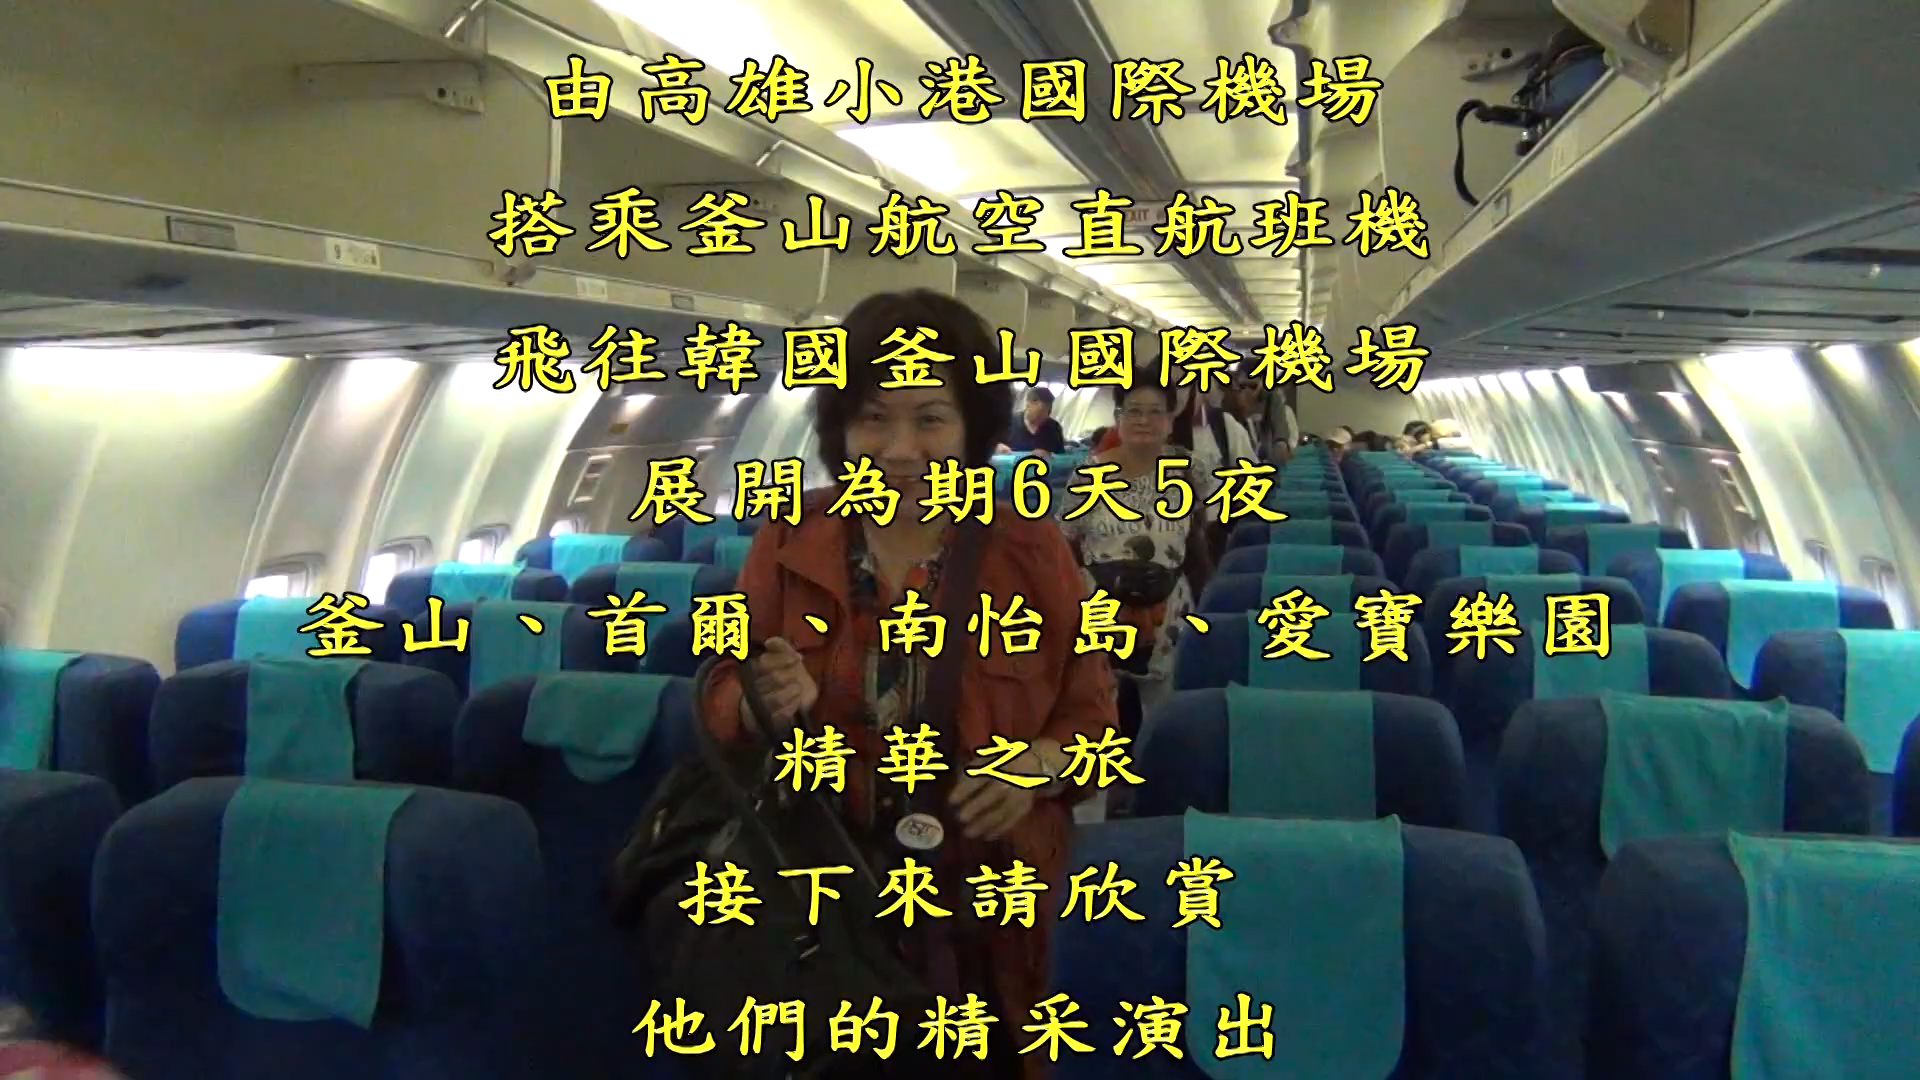 由高雄小港國際機場
搭乘釜山航空直航班機
飛往韓國釜山國際機場
展開為期6天5夜
釜山、首爾、南怡島、愛寶樂園
精華之旅
接下來請欣賞
他們的精采演出
EXIT
9